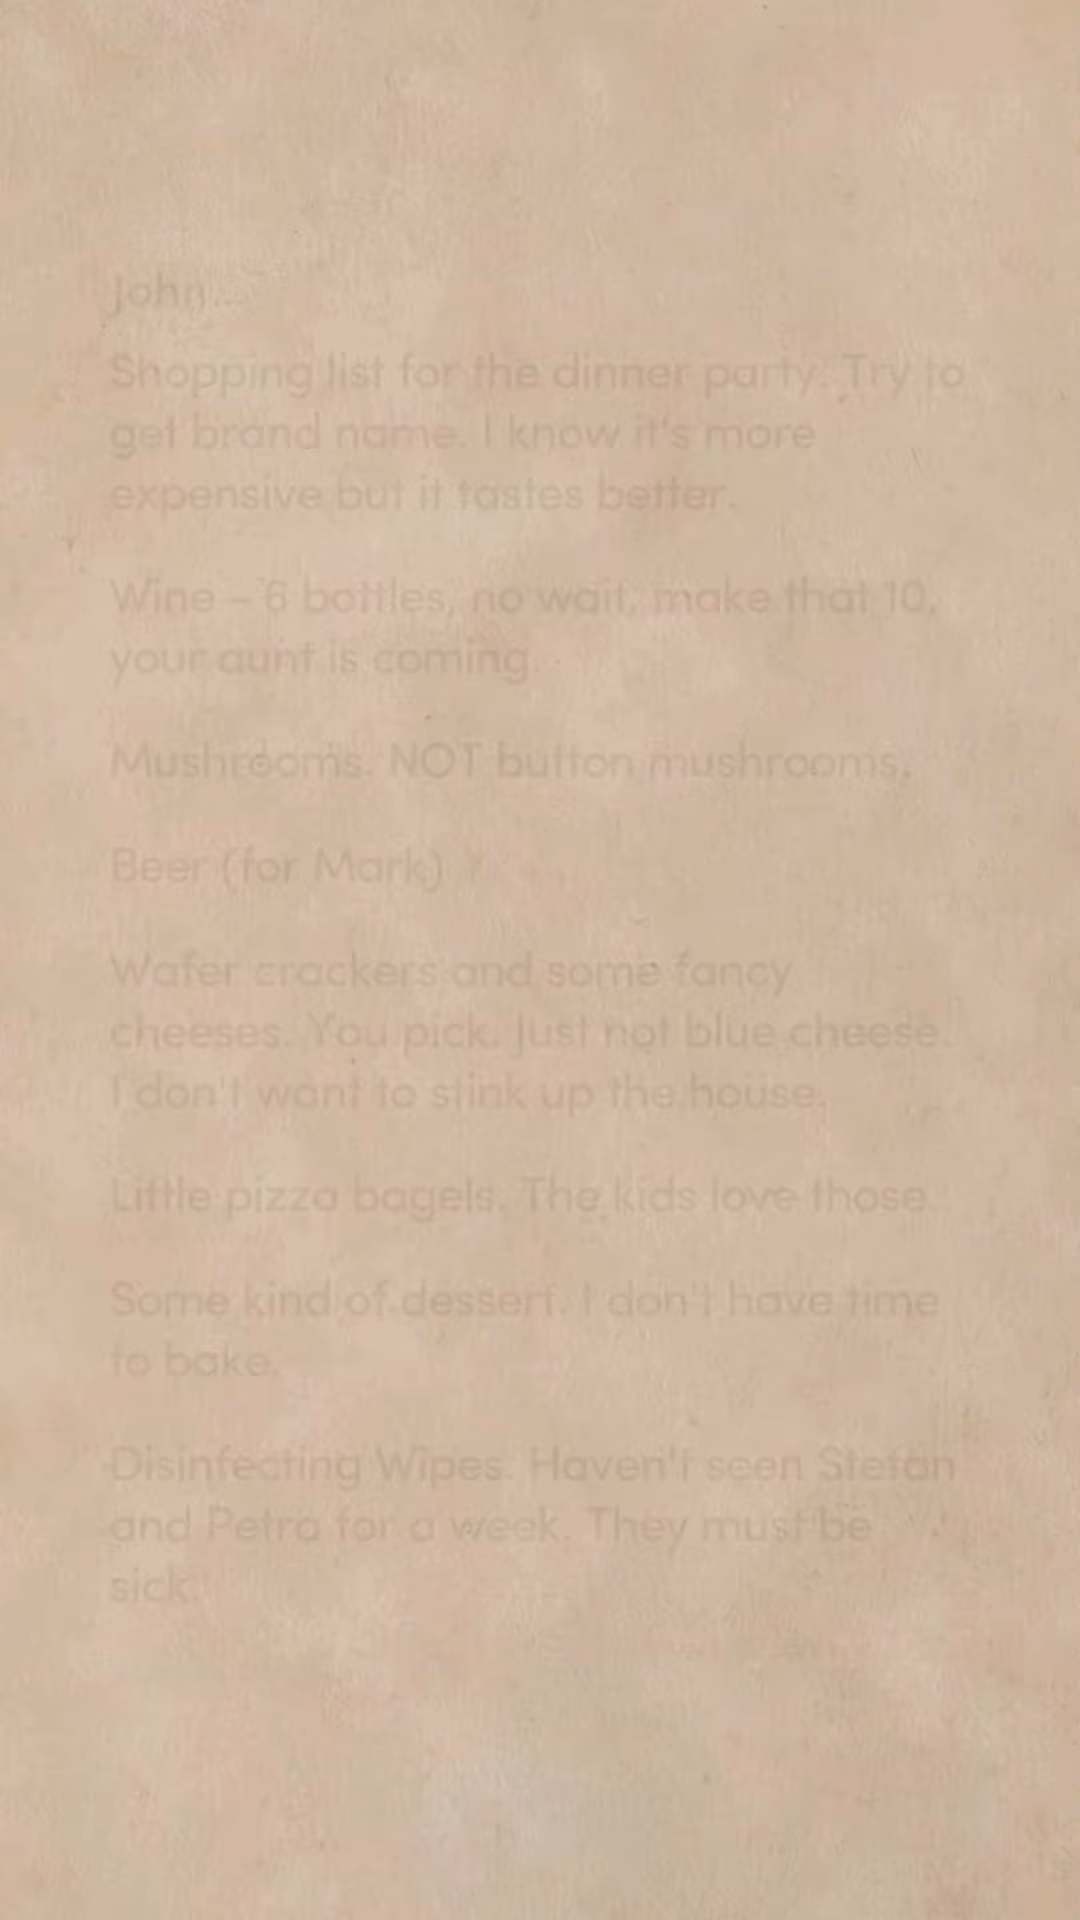 John...
Shopping list for the dinner party. Try to
get brand name. I know it's more
expensive but it tastes better.
Wine – 6 bottles, no wait, make that 10,
your aunt is coming.
Mushrooms. NOT button mushrooms.
Beer (for Mark)
Wafer crackers and some fancy
cheeses. You pick. Just not blue cheese.
I don't want to stink up the house.
Little pizza bagels. The kids love those.
Some kind of dessert. I don't have time
to bake.
Disinfecting Wipes. Haven't seen Stefan
and Petra for a week. They must be
sick.